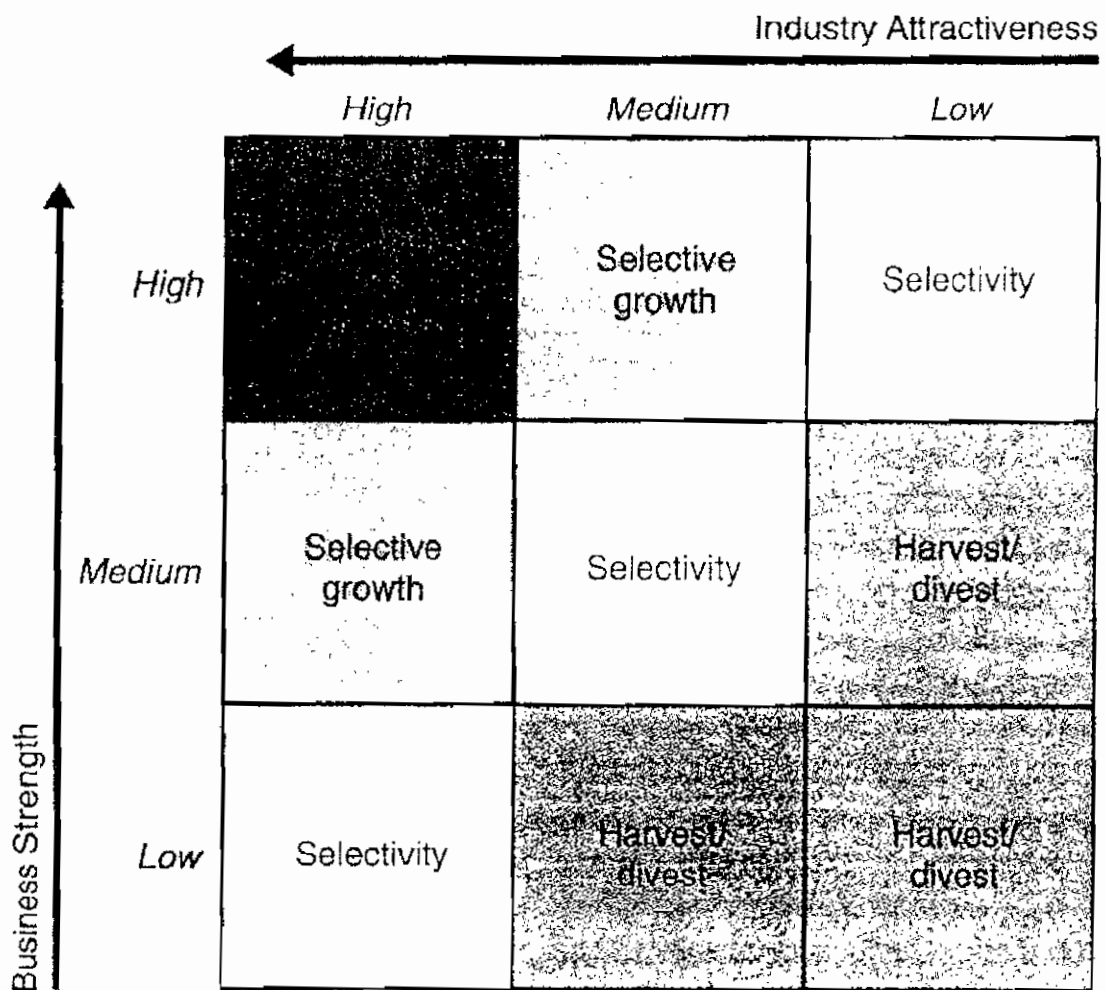 Industry Attractiveness
High Medium Low
High
Selective
growth
Selectivity
Medium
Selective
growth
Selectivity
Harvest/
divest
Business Strength
Low
Selectivity
Harvest/
divest
Harvest/
divest